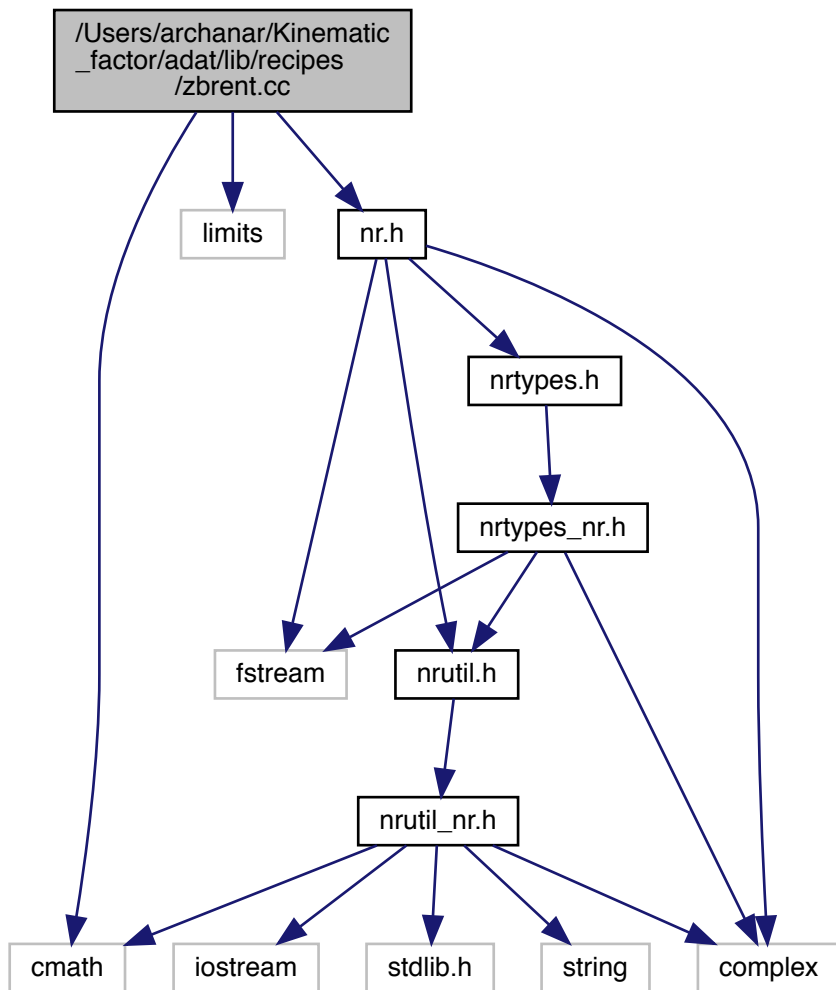 /Users/archanar/Kinematic
_factor/adat/lib/recipes
/zbrent.cc
limits
nr.h
nrtypes.h
nrtypes_nr.h
fstream
nrutil.h
nrutil_nr.h
cmath
iostream
stdlib.h
string
complex